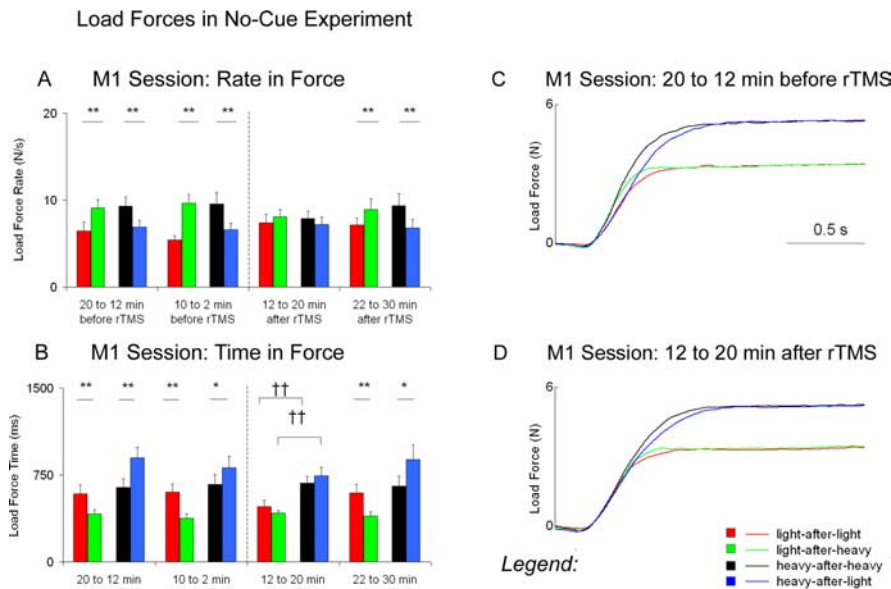 Load Forces in No-Cue Experiment
A M1 Session: Rate in Force
** ** ** ** ** **
20
10
0
Load Force Rate (N/s)
20 to 12 min 10 to 2 min 12 to 20 min 22 to 30 min
before rTMS before rTMS after rTMS after rTMS
B M1 Session: Time in Force
1500
750
0
Load Force Time (ms)
** ** ** * †† ** *
††
20 to 12 min 10 to 2 min 12 to 20 min 22 to 30 min
C M1 Session: 20 to 12 min before rTMS
6
0
Load Force (N)
0.5 s
D M1 Session: 12 to 20 min after rTMS
6
0
Load Force (N)
Legend:
light-after-light
light-after-heavy
heavy-after-heavy
heavy-after-light